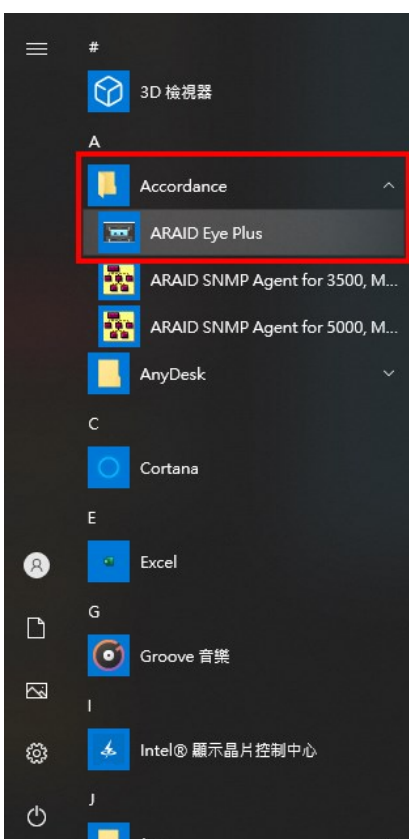 #
3D 檢視器
A
Accordance
ARAID Eye Plus
ARAID SNMP Agent for 3500, M...
ARAID SNMP Agent for 5000, M...
AnyDesk
C
Cortana
E
Excel
G
Groove 音樂
I
Intel® 顯示晶片控制中心
J